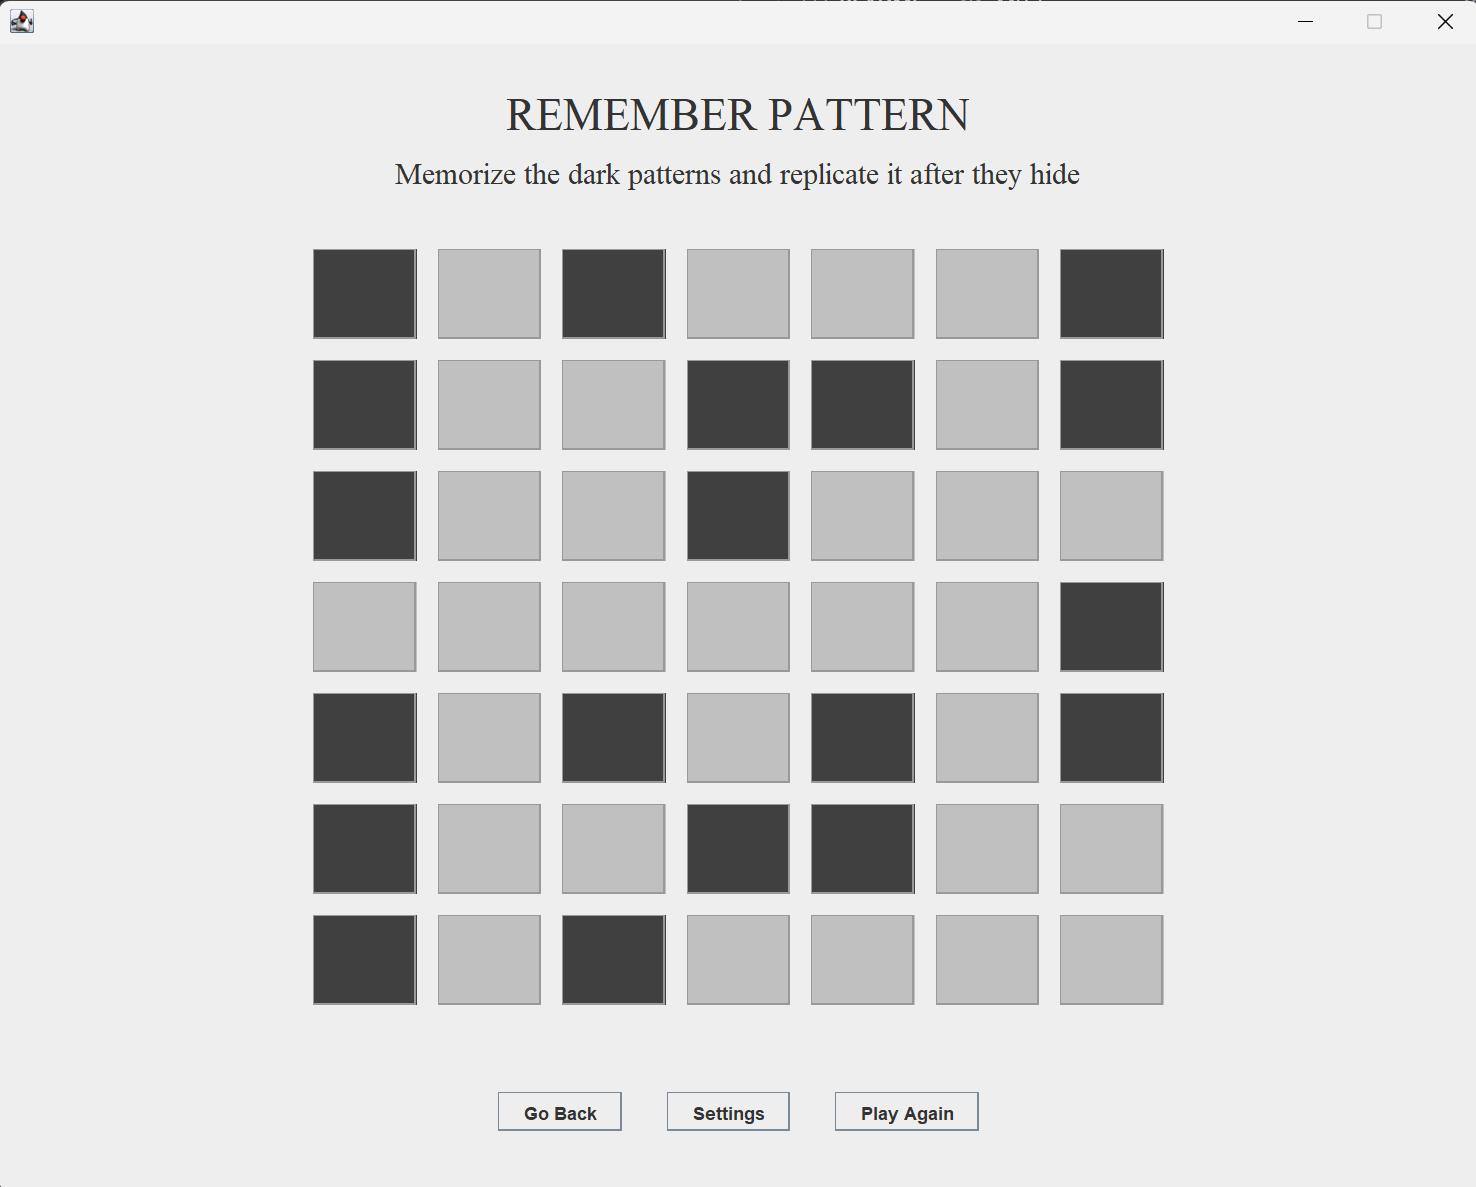 REMEMBER PATTERN
Memorize the dark patterns and replicate it after they hide
Go Back
Settings
Play Again